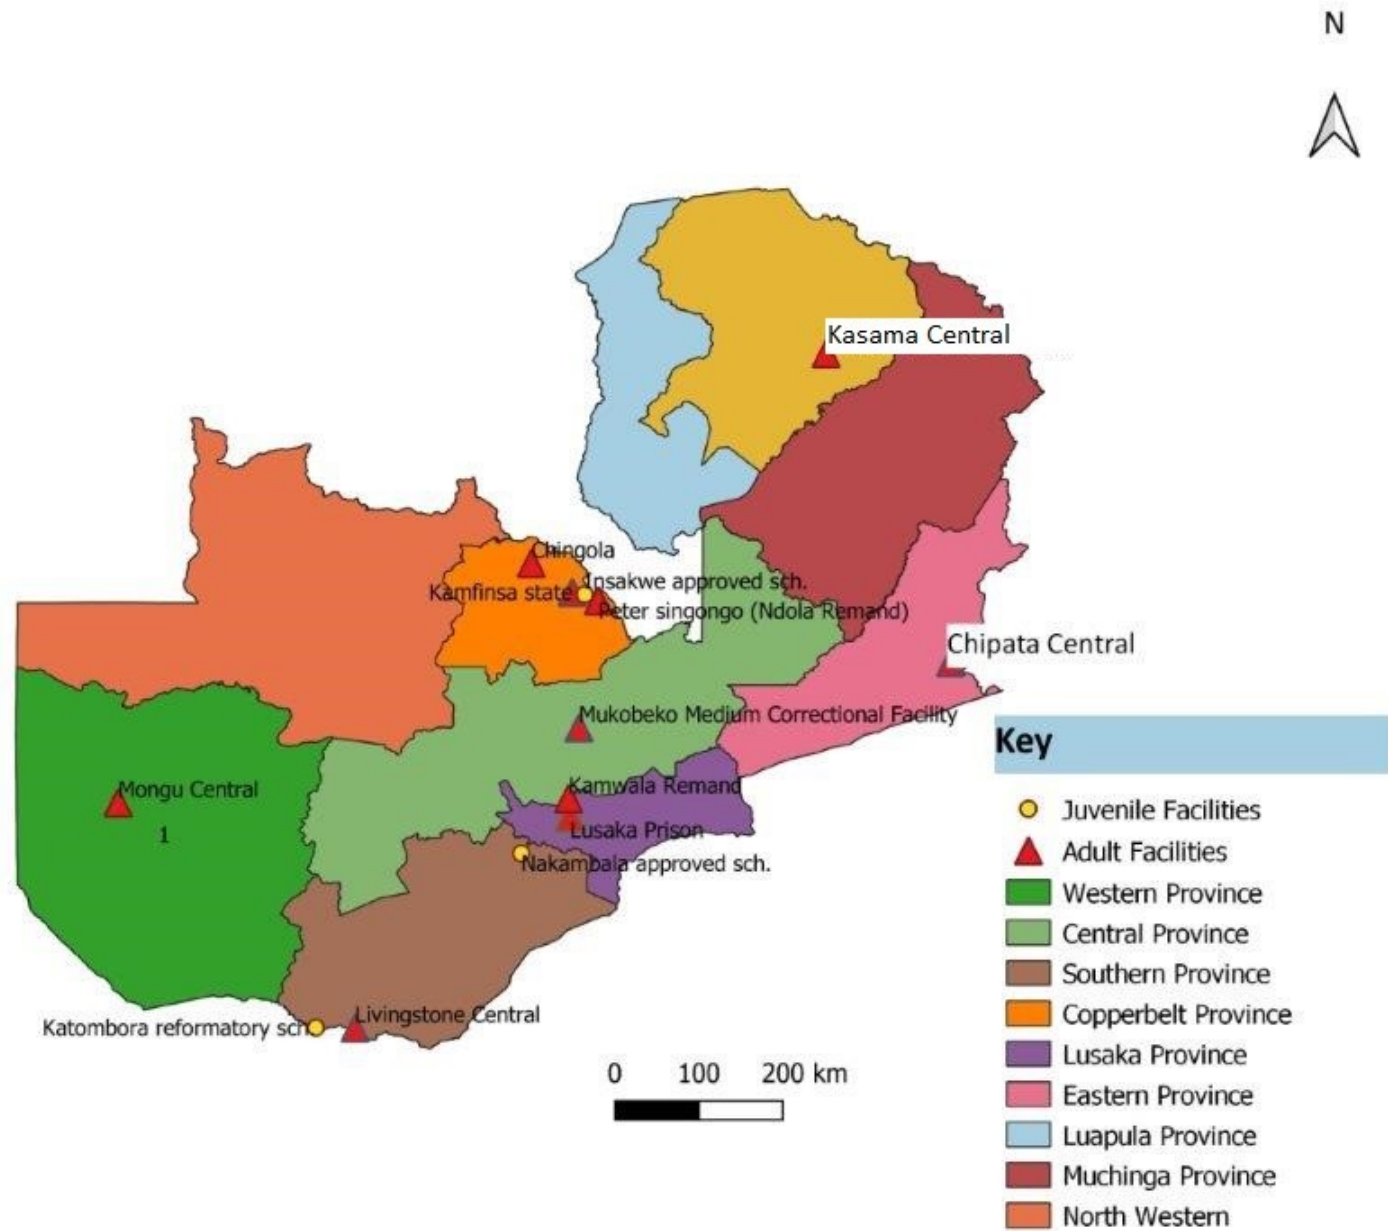 N
Kasama Central
Chingola
Insakwe approved sch.
Kamfinsa state
Peter singongo (Ndola Remand)
Chipata Central
Mukobeko Medium Correctional Facility
Mongu Central
1
Kamwala Remand
Lusaka Prison
Nakambala approved sch.
Livingstone Central
Katombora reformatory sch.
0 100 200 km
Key
Juvenile Facilities
Adult Facilities
Western Province
Central Province
Southern Province
Copperbelt Province
Lusaka Province
Eastern Province
Luapula Province
Muchinga Province
North Western